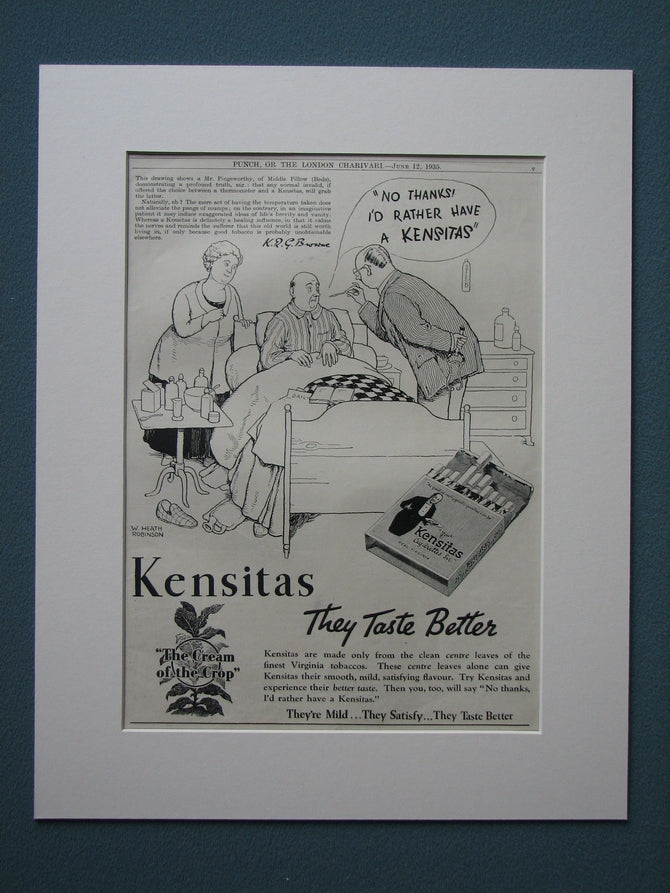 PUNCH, OR THE LONDON CHARIVARI.—June 12, 1935.
v
This drawing shows a Mr. Pingeworthy, of Middle Pillow (Beds),
demonstrating a profound truth, viz.: that any normal invalid, if
offered the choice between a thermometer and a Kensitas, will grab
the latter.
Naturally, eh? The mere act of having the temperature taken does
not alleviate the pangs of mumps; on the contrary, in an imaginative
patient it may induce exaggerated ideas of life's brevity and vanity.
Whereas a Kensitas is definitely a healing influence, in that it calms
the nerves and reminds the sufferer that this old world is still worth
living in, if only because good tobacco is probably unobtainable
elsewhere.
K.R.G. Browne
"NO THANKS!
I'D RATHER HAVE
A KENSITAS"
DAILY
W. HEATH
ROBINSON
Kensitas
Cigarettes
Kensitas
They Taste Better
"The Cream
of the Crop"
Kensitas are made only from the clean centre leaves of the
finest Virginia tobaccos. These centre leaves alone can give
Kensitas their smooth, mild, satisfying flavour. Try Kensitas and
experience their better taste. Then you, too, will say "No thanks,
I'd rather have a Kensitas."
They're Mild...They Satisfy...They Taste Better